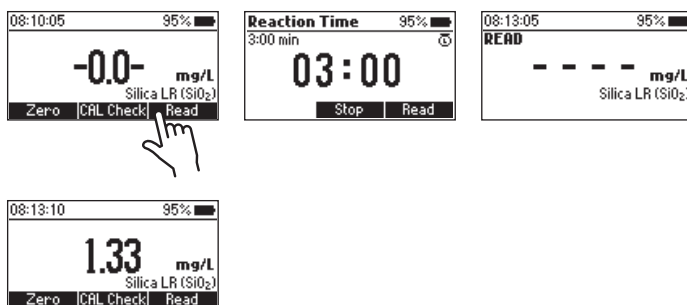 08:10:05 95%
-0.0- mg/L
Silica LR (SiO₂)
Zero CAL Check Read
Reaction Time 95%
3:00 min
03:00
Stop Read
08:13:05 95%
READ
- - - - mg/L
Silica LR (SiO₂)
08:13:10 95%
1.33 mg/L
Silica LR (SiO₂)
Zero CAL Check Read